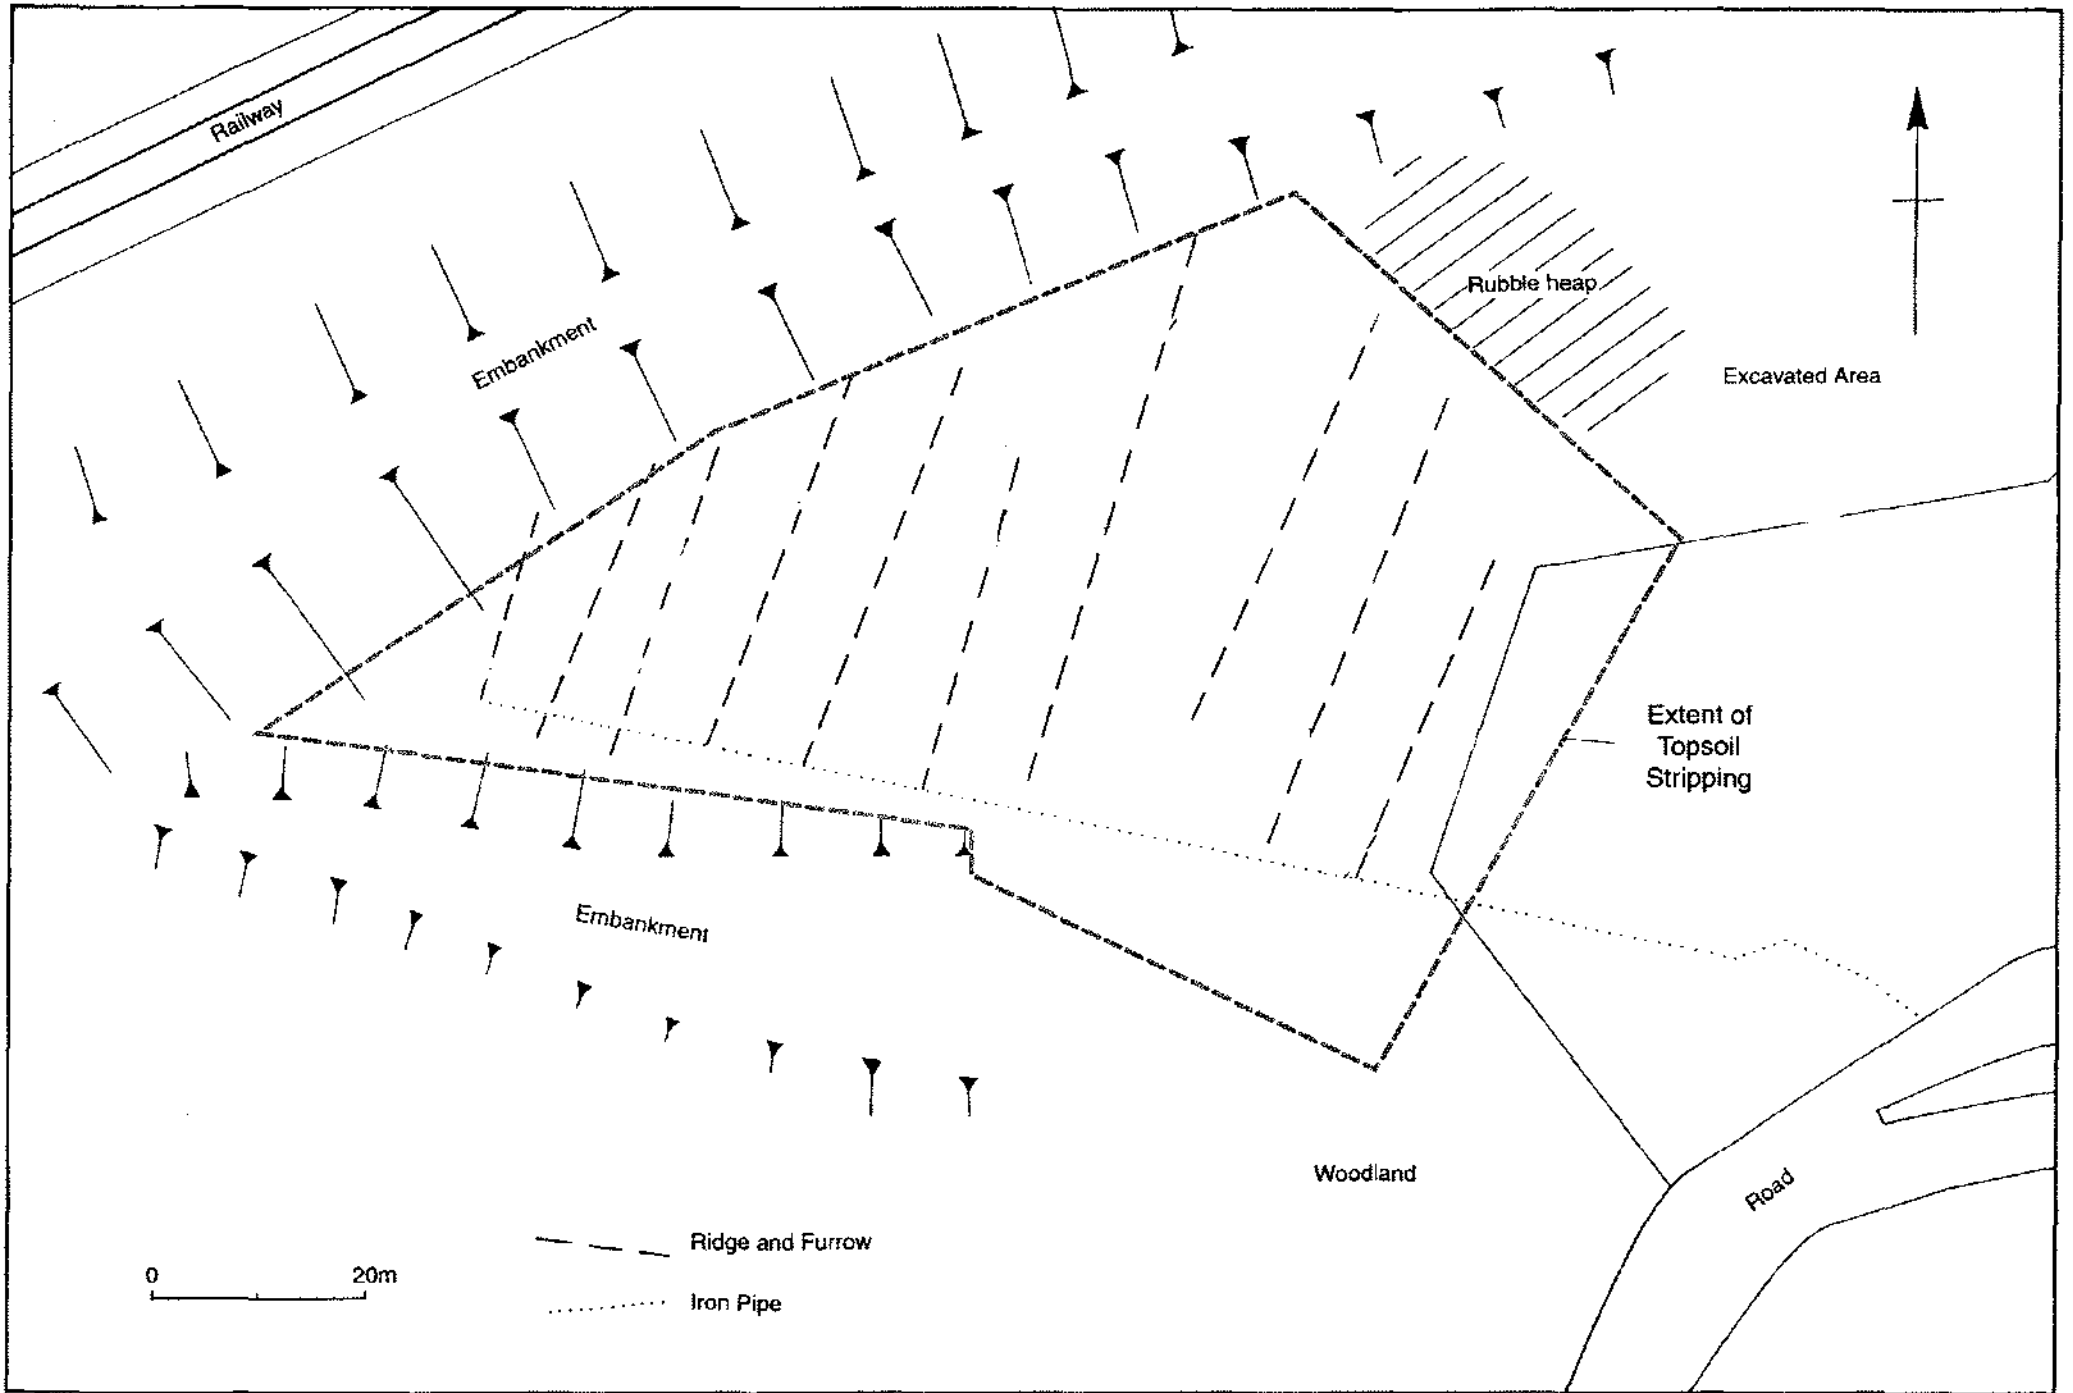 Railway
Embankment
Rubble heap
Excavated Area
Extent of
Topsoil
Stripping
Embankment
Woodland
Road
Ridge and Furrow
0 20m
Iron Pipe